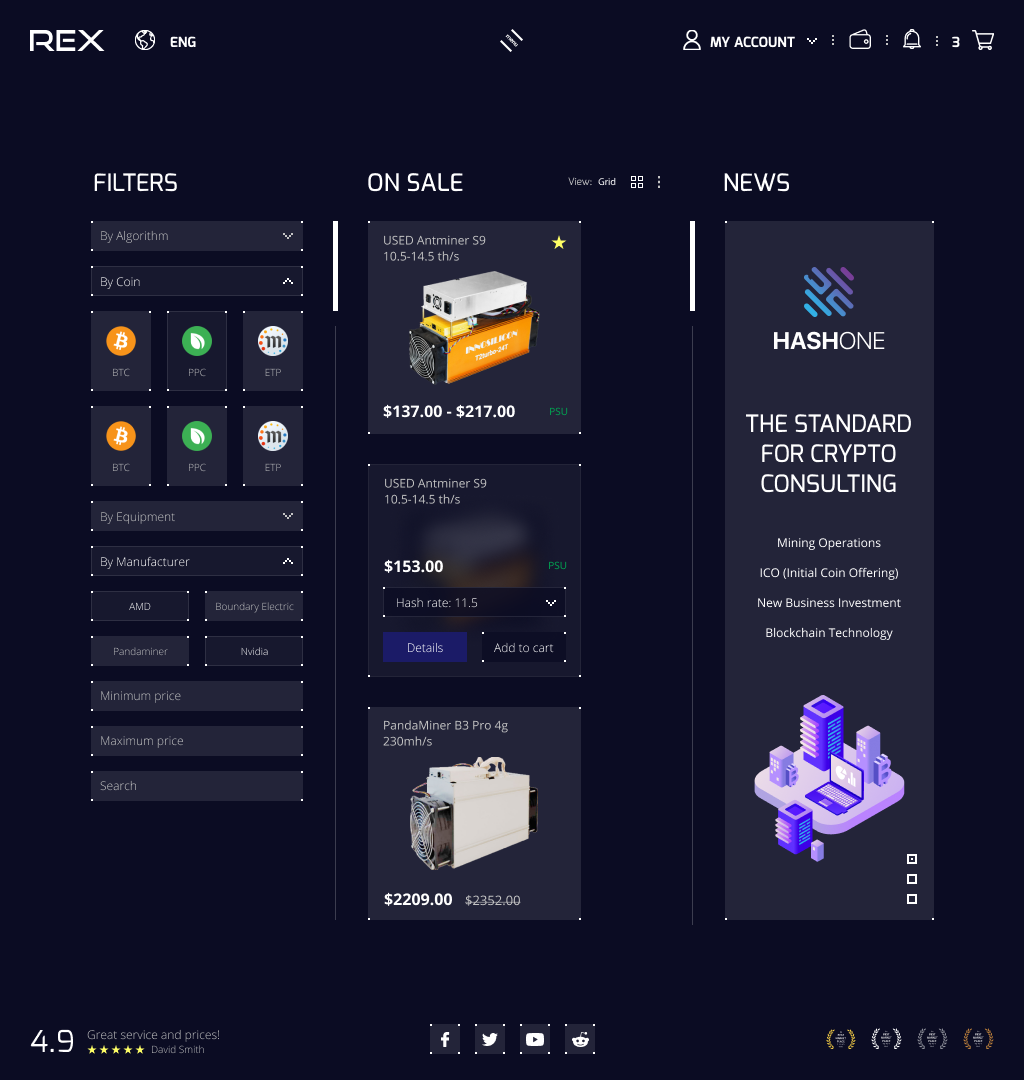 REX
ENG
MY ACCOUNT
3
FILTERS
By Algorithm
By Coin
BTC
PPC
ETP
BTC
PPC
ETP
By Equipment
By Manufacturer
AMD
Boundary Electric
Pandaminer
Nvidia
Minimum price
Maximum price
Search
ON SALE
View: Grid
USED Antminer S9
10.5-14.5 th/s
INNOSILICON
T2turbo-24T
$137.00 - $217.00
PSU
USED Antminer S9
10.5-14.5 th/s
$153.00
PSU
Hash rate: 11.5
Details
Add to cart
PandaMiner B3 Pro 4g
230mh/s
$2209.00 $2352.00
NEWS
HASHONE
THE STANDARD
FOR CRYPTO
CONSULTING
Mining Operations
ICO (Initial Coin Offering)
New Business Investment
Blockchain Technology
4.9
Great service and prices!
David Smith